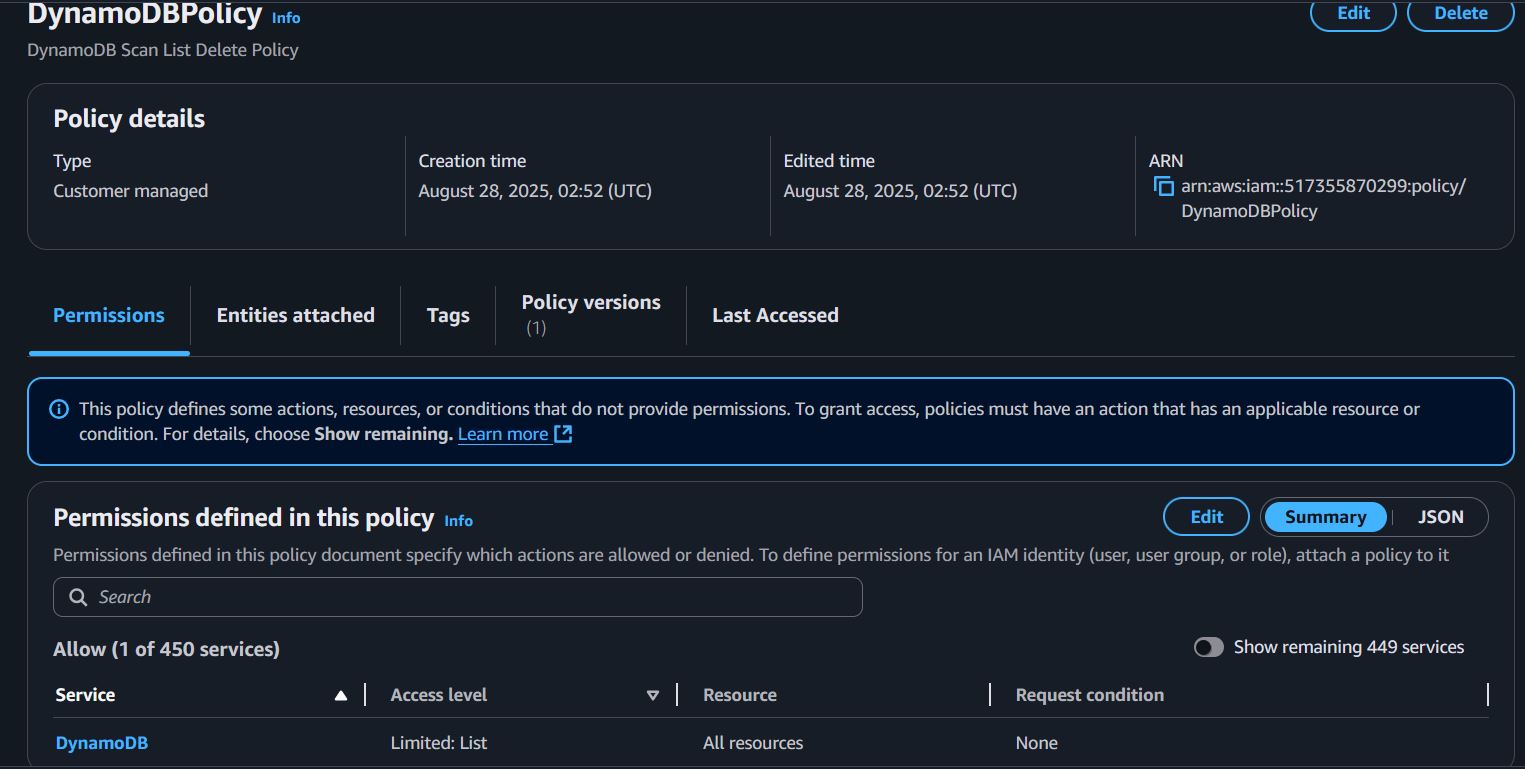 DynamoDBPolicy Info
Edit
Delete
DynamoDB Scan List Delete Policy
Policy details
Type
Customer managed
Creation time
August 28, 2025, 02:52 (UTC)
Edited time
August 28, 2025, 02:52 (UTC)
ARN
arn:aws:iam::517355870299:policy/
DynamoDBPolicy
Permissions
Entities attached
Tags
Policy versions
(1)
Last Accessed
This policy defines some actions, resources, or conditions that do not provide permissions. To grant access, policies must have an action that has an applicable resource or
condition. For details, choose Show remaining. Learn more
Permissions defined in this policy Info
Edit
Summary
JSON
Permissions defined in this policy document specify which actions are allowed or denied. To define permissions for an IAM identity (user, user group, or role), attach a policy to it
Search
Allow (1 of 450 services)
Show remaining 449 services
Service
Access level
Resource
Request condition
DynamoDB
Limited: List
All resources
None